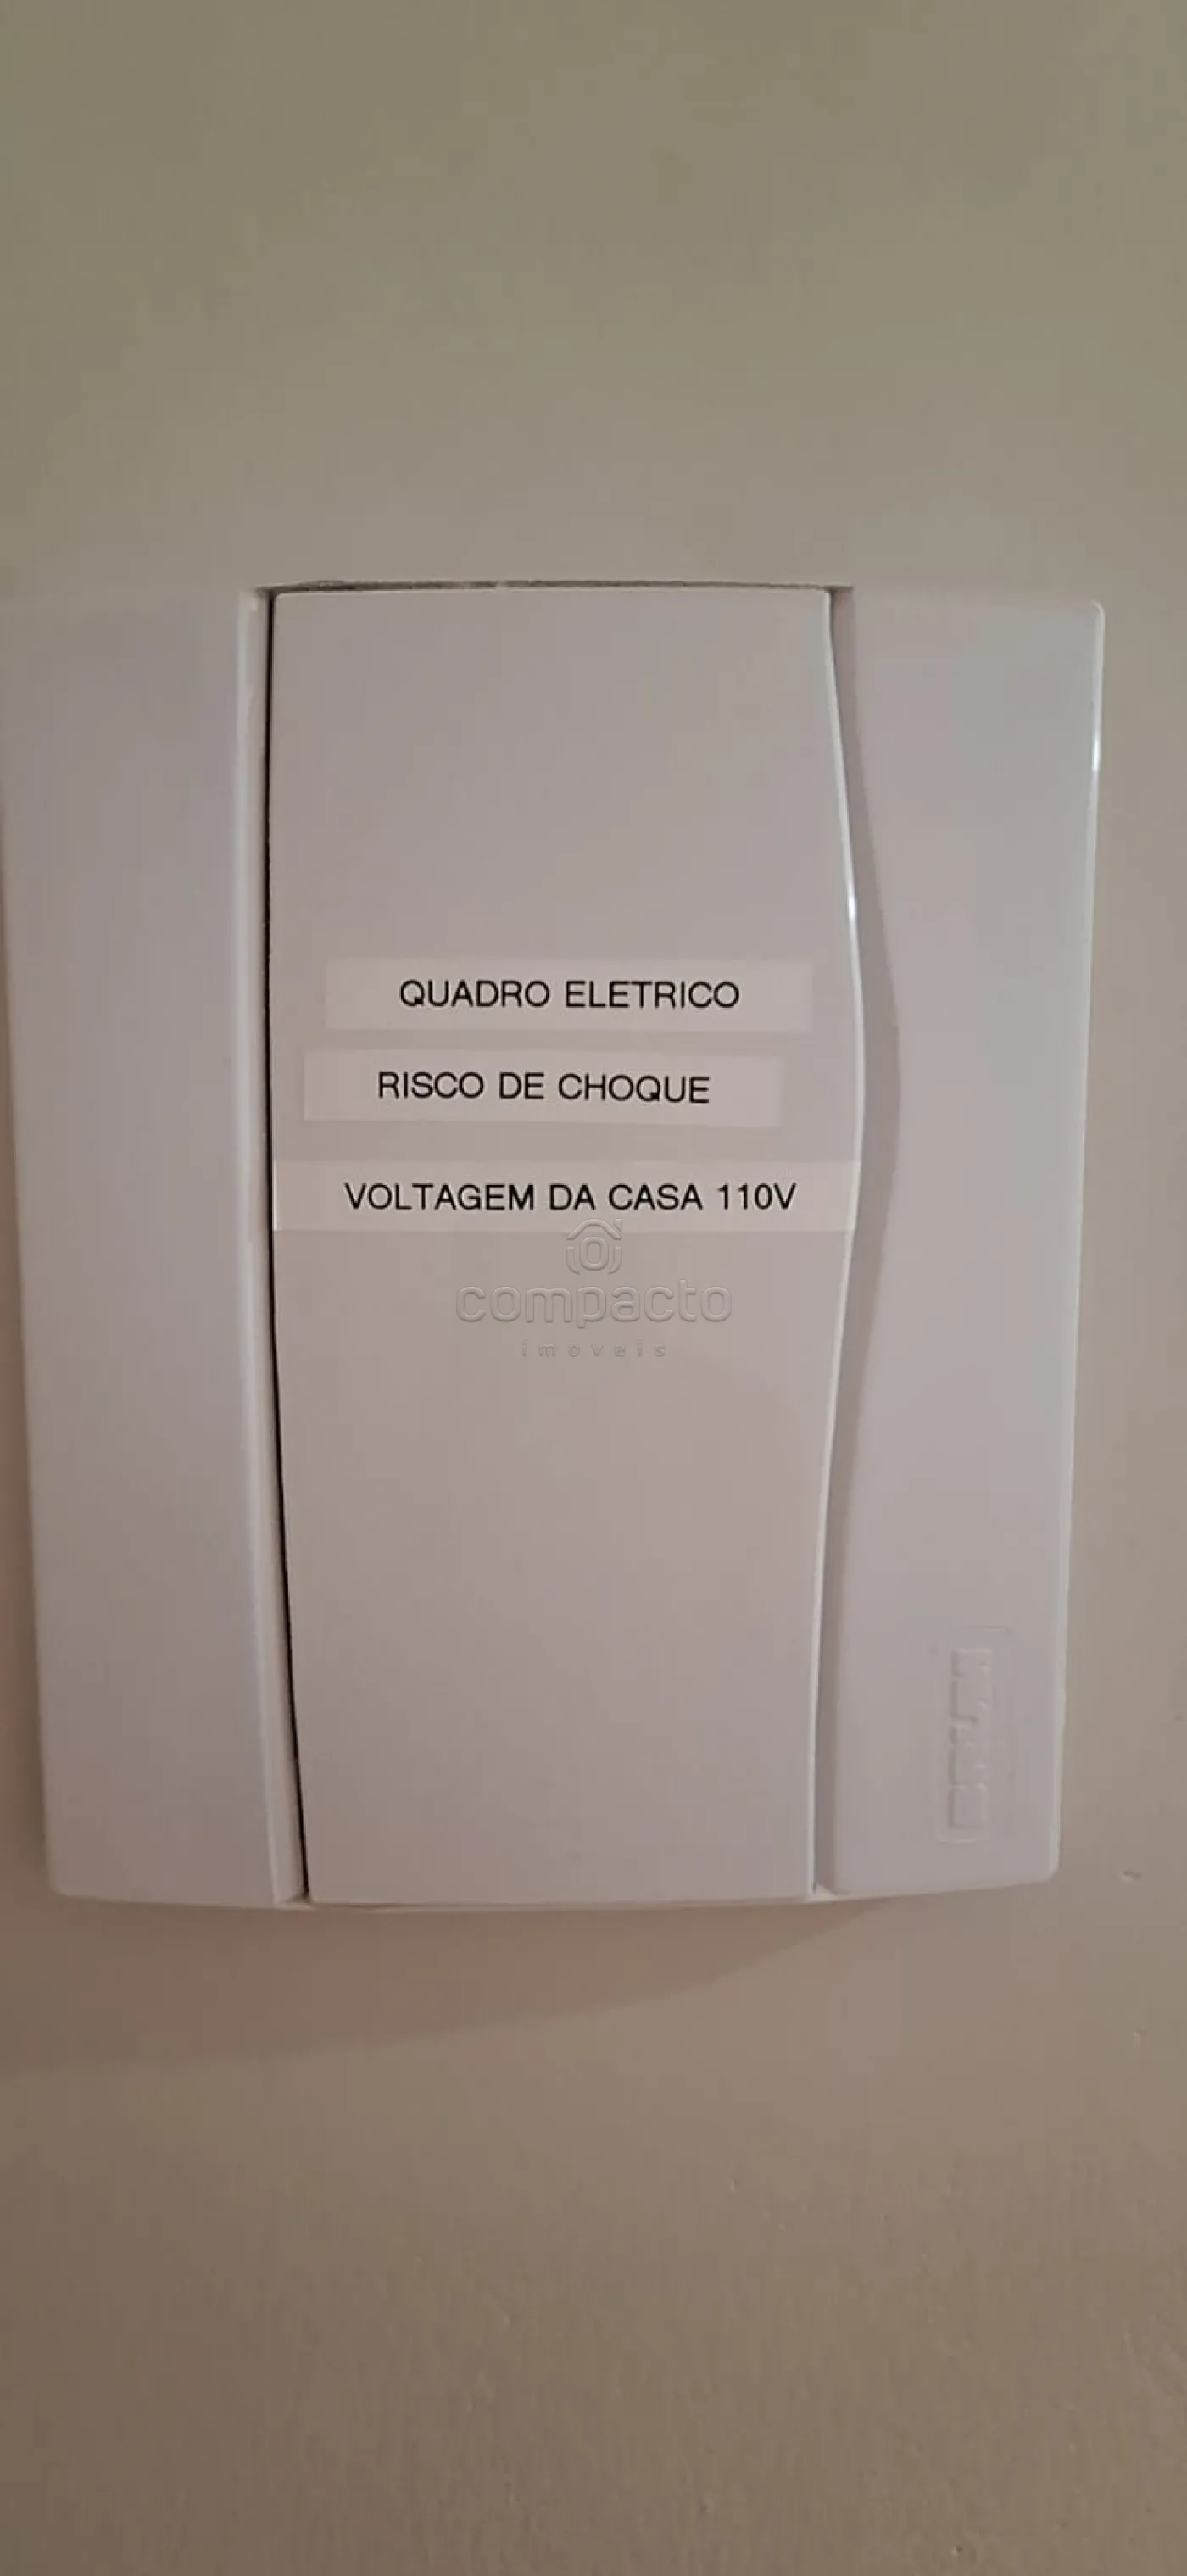 QUADRO ELETRICO
RISCO DE CHOQUE
VOLTAGEM DA CASA 110V
compacto
imoveis